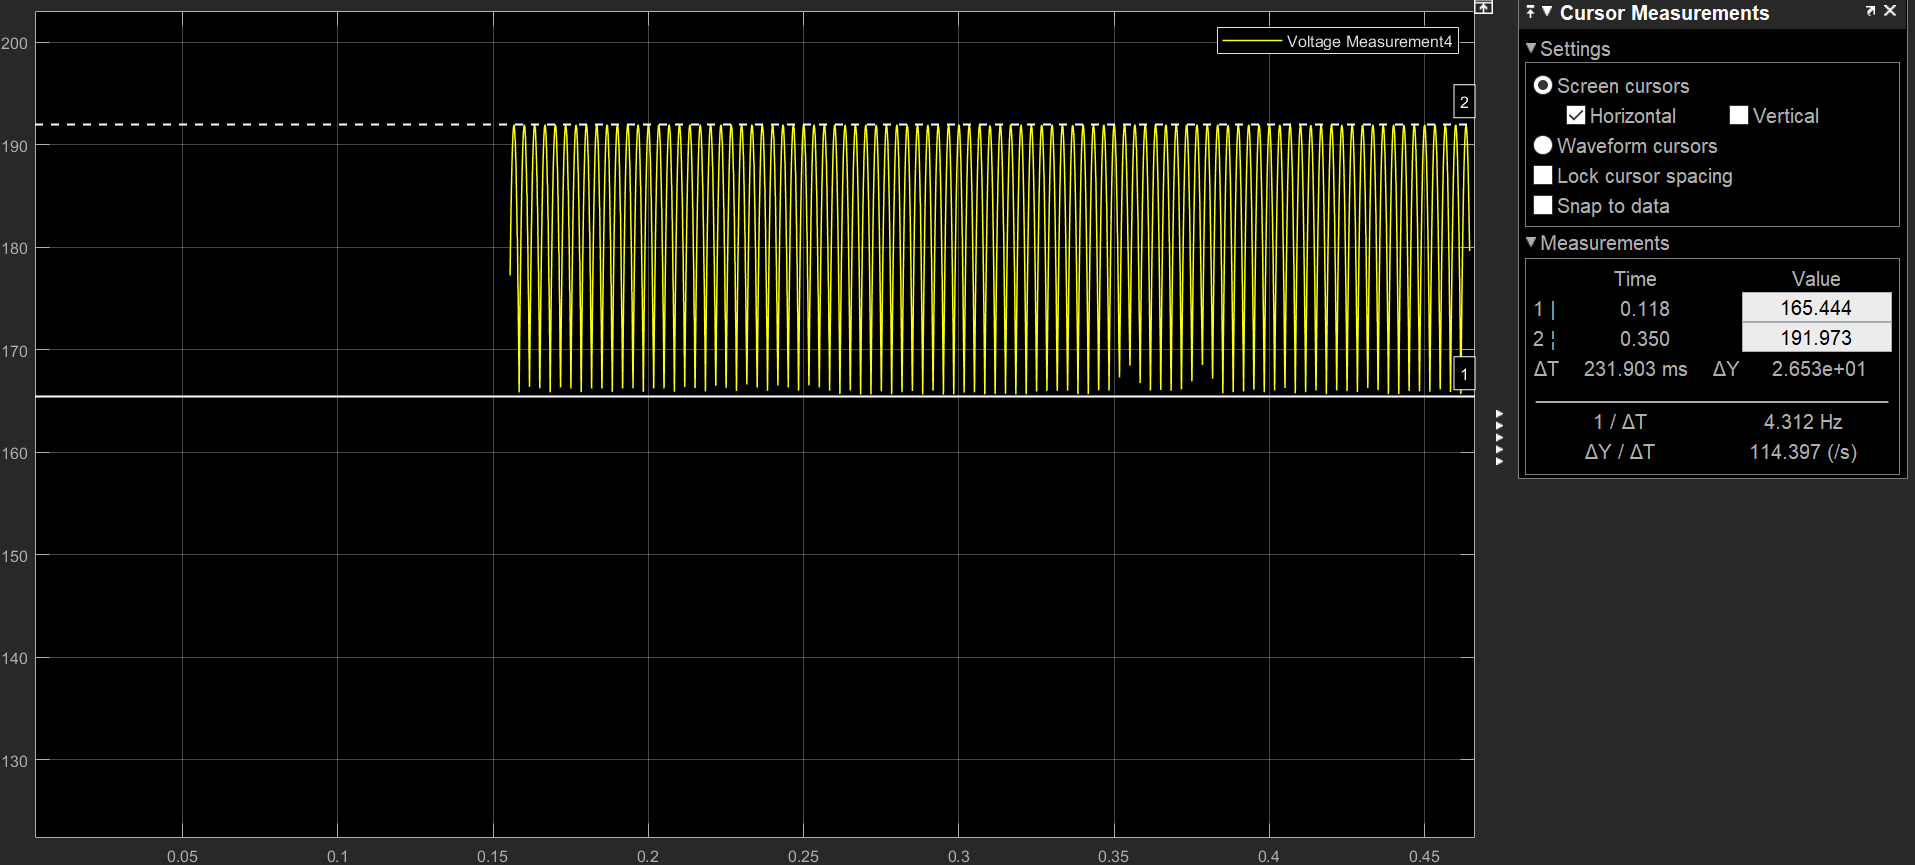 200
190
180
170
160
150
140
130
0.05 0.1 0.15 0.2 0.25 0.3 0.35 0.4 0.45
Voltage Measurement4
2
1
Cursor Measurements
Settings
Screen cursors
Horizontal Vertical
Waveform cursors
Lock cursor spacing
Snap to data
Measurements
Time Value
1 | 0.118 165.444
2 ¦ 0.350 191.973
ΔT 231.903 ms ΔY 2.653e+01
1 / ΔT 4.312 Hz
ΔY / ΔT 114.397 (/s)